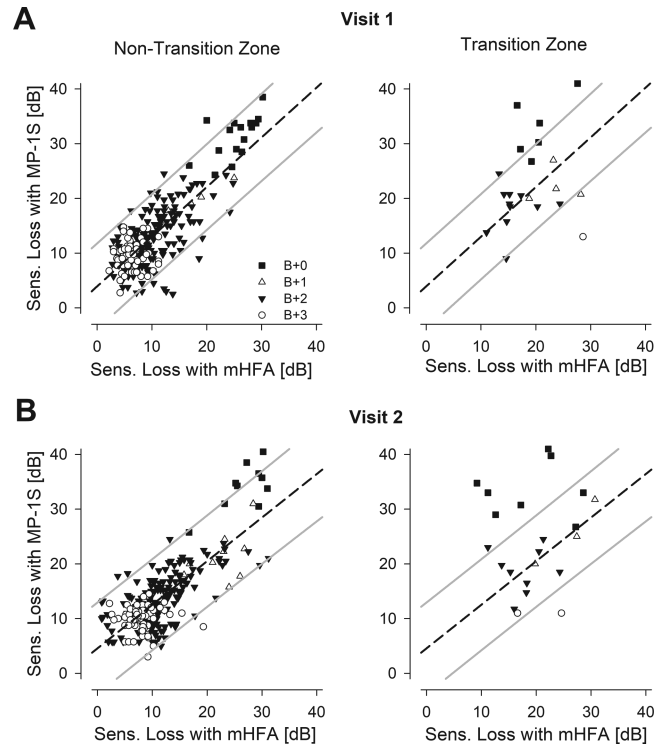 A
Visit 1
Non-Transition Zone
Transition Zone
Sens. Loss with MP-1S [dB]
40
30
20
10
0
40
30
20
10
0
B+0
B+1
B+2
B+3
0 10 20 30 40
0 10 20 30 40
Sens. Loss with mHFA [dB]
Sens. Loss with mHFA [dB]
B
Visit 2
Sens. Loss with MP-1S [dB]
40
30
20
10
0
40
30
20
10
0
0 10 20 30 40
0 10 20 30 40
Sens. Loss with mHFA [dB]
Sens. Loss with mHFA [dB]